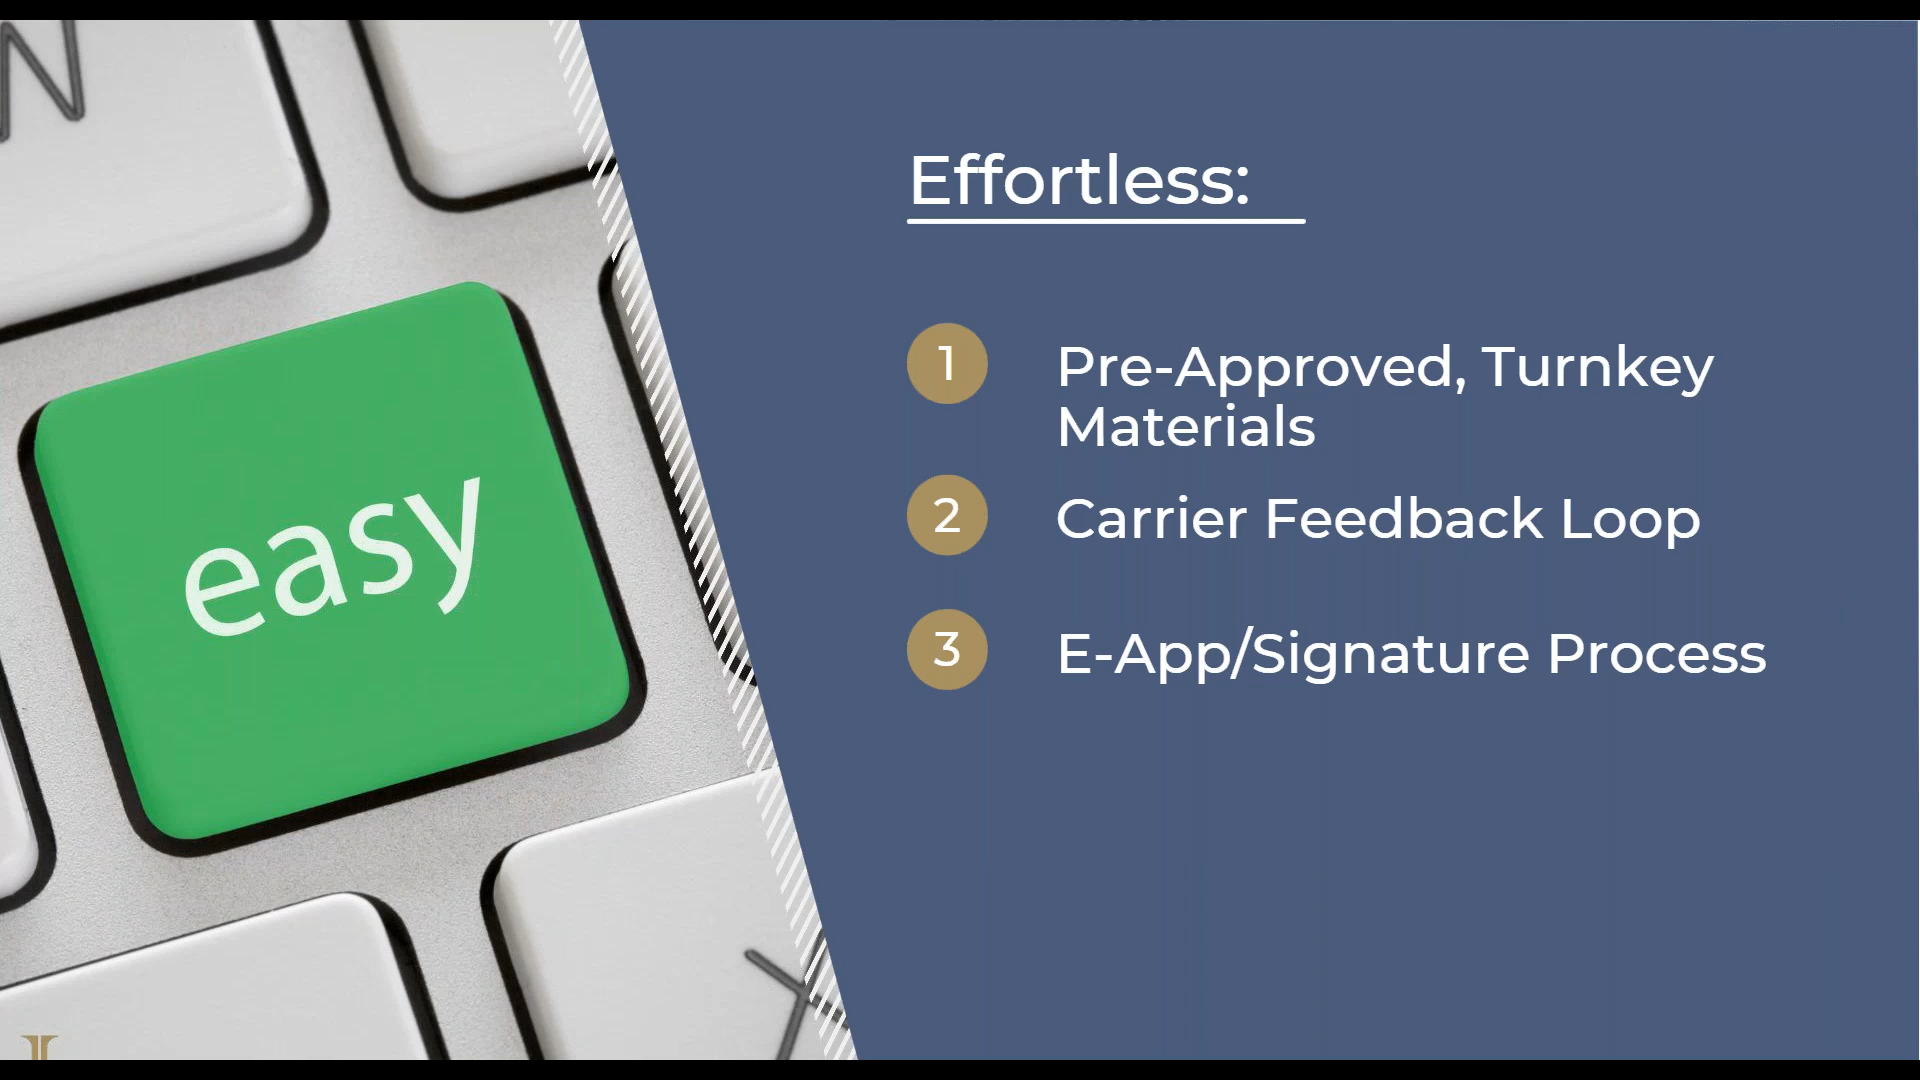 W
easy
X
Effortless:
1 Pre-Approved, Turnkey
Materials
2 Carrier Feedback Loop
3 E-App/Signature Process